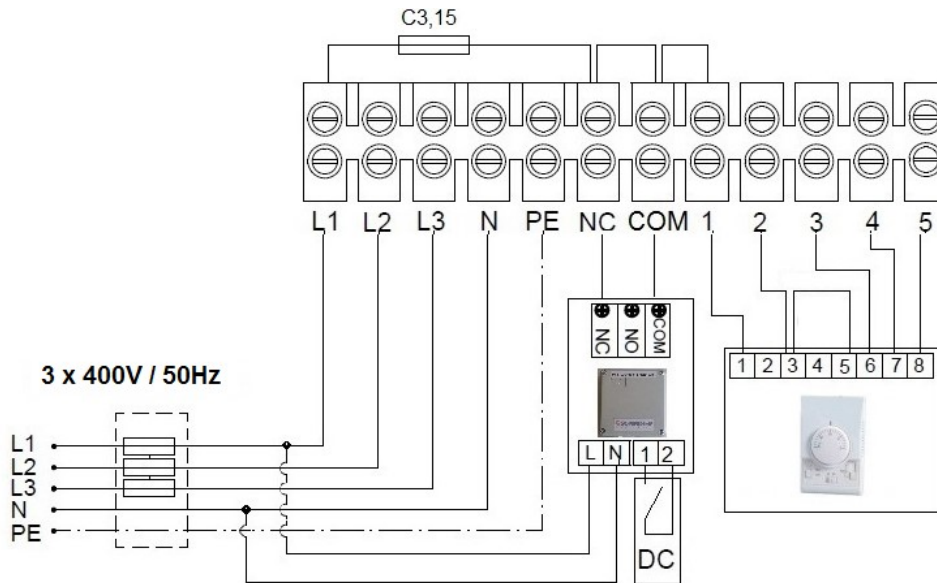 C3,15
L1 L2 L3 N PE NC COM 1 2 3 4 5
NC NO COM
3 x 400V / 50Hz
1 2 3 4 5 6 7 8
L1
L2
L3
N
PE
L N 1 2
DC